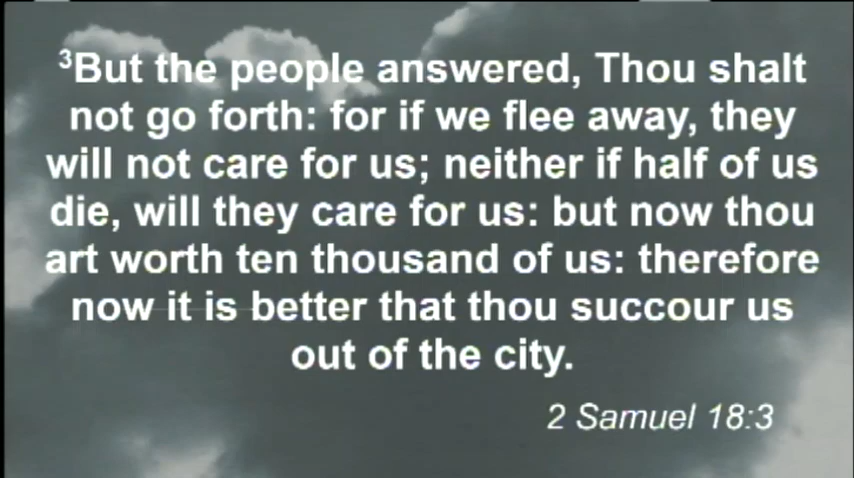 ³But the people answered, Thou shalt
not go forth: for if we flee away, they
will not care for us; neither if half of us
die, will they care for us: but now thou
art worth ten thousand of us: therefore
now it is better that thou succour us
out of the city.
2 Samuel 18:3